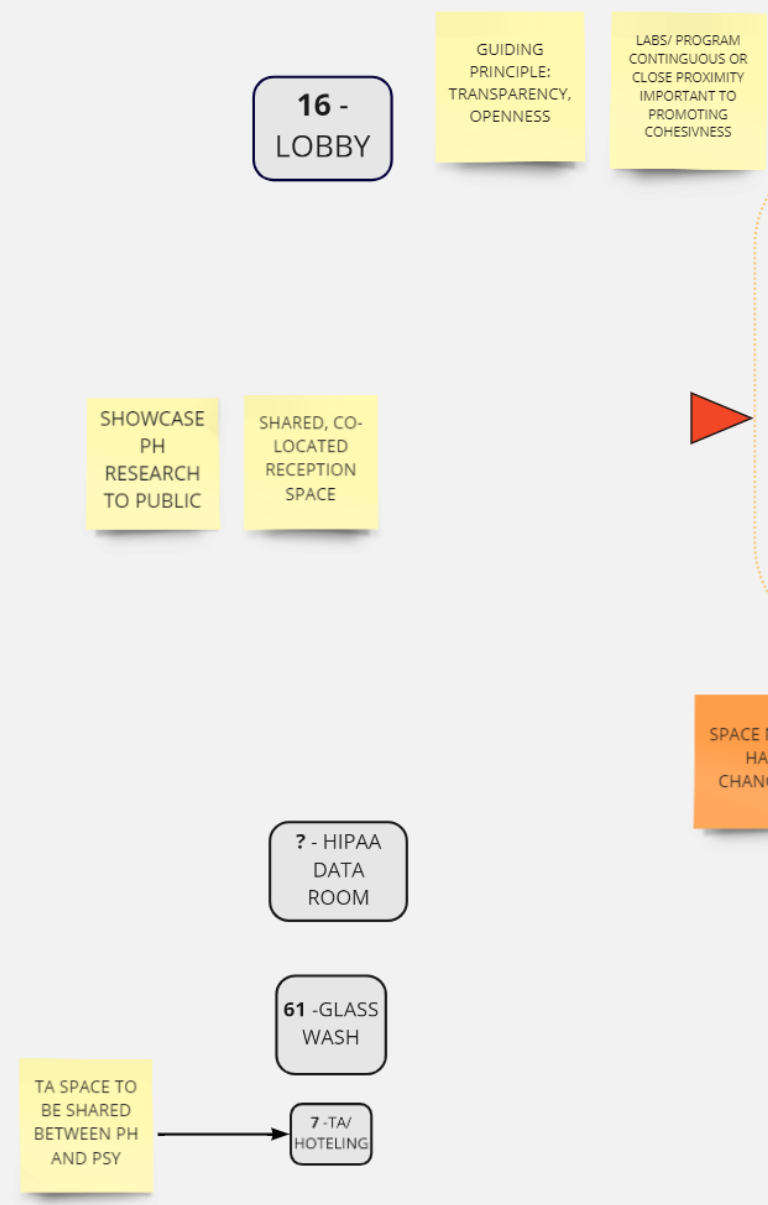 16 -
LOBBY
GUIDING
PRINCIPLE:
TRANSPARENCY,
OPENNESS
LABS/ PROGRAM
CONTINGUOUS OR
CLOSE PROXIMITY
IMPORTANT TO
PROMOTING
COHESIVNESS
SHOWCASE
PH
RESEARCH
TO PUBLIC
SHARED, CO-
LOCATED
RECEPTION
SPACE
SPACE
? - HIPAA
DATA
ROOM
61 -GLASS
WASH
TA SPACE TO
BE SHARED
BETWEEN PH
AND PSY
7 -TA/
HOTELING